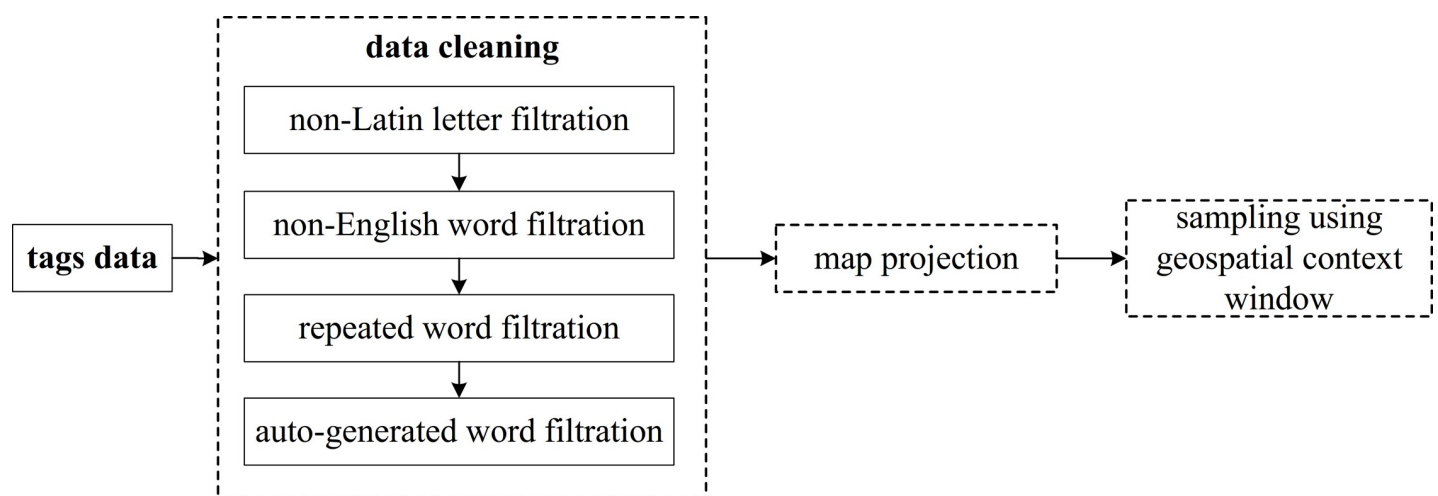 data cleaning
non-Latin letter filtration
non-English word filtration
repeated word filtration
auto-generated word filtration
tags data
map projection
sampling using
geospatial context
window